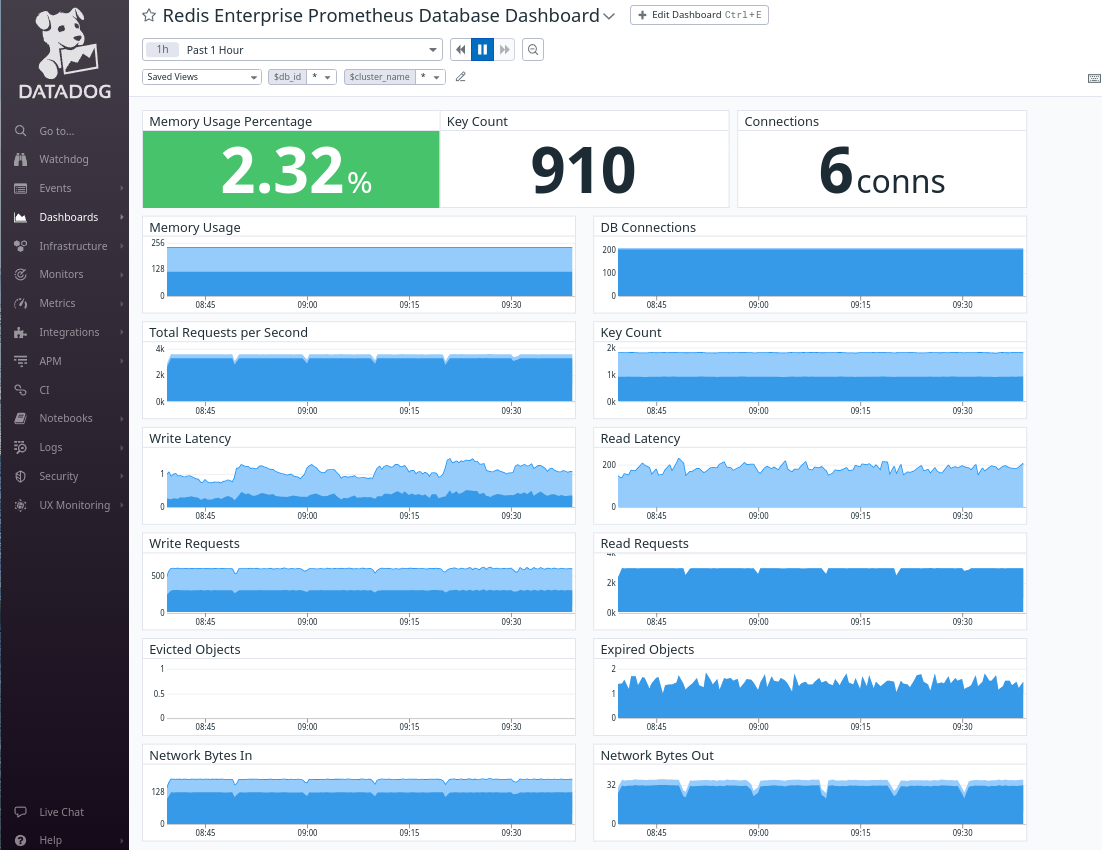 DATADOG
Go to...
Watchdog
Events
Dashboards
Infrastructure
Monitors
Metrics
Integrations
APM
CI
Notebooks
Logs
Security
UX Monitoring
Live Chat
Help
Redis Enterprise Prometheus Database Dashboard
Edit Dashboard Ctrl+E
1h Past 1 Hour
Saved Views $db_id * $cluster_name *
Memory Usage Percentage
2.32%
Key Count
910
Connections
6conns
Memory Usage
256
128
0
08:45 09:00 09:15 09:30
DB Connections
200
100
0
08:45 09:00 09:15 09:30
Total Requests per Second
4k
2k
0k
08:45 09:00 09:15 09:30
Key Count
2k
1k
0k
08:45 09:00 09:15 09:30
Write Latency
1
0
08:45 09:00 09:15 09:30
Read Latency
200
0
08:45 09:00 09:15 09:30
Write Requests
500
0
08:45 09:00 09:15 09:30
Read Requests
4k
2k
0k
08:45 09:00 09:15 09:30
Evicted Objects
1
0.5
0
08:45 09:00 09:15 09:30
Expired Objects
2
1
0
08:45 09:00 09:15 09:30
Network Bytes In
128
0
08:45 09:00 09:15 09:30
Network Bytes Out
32
0
08:45 09:00 09:15 09:30